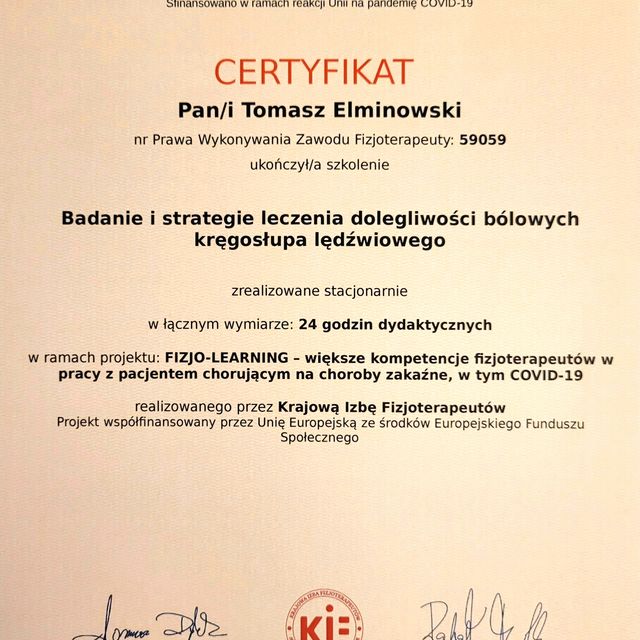 Sfinansowano w ramach reakcji Unii na pandemię COVID-19
CERTYFIKAT
Pan/i Tomasz Elminowski
nr Prawa Wykonywania Zawodu Fizjoterapeuty: 59059
ukończył/a szkolenie
Badanie i strategie leczenia dolegliwości bólowych
kręgosłupa lędźwiowego
zrealizowane stacjonarnie
w łącznym wymiarze: 24 godzin dydaktycznych
w ramach projektu: FIZJO-LEARNING – większe kompetencje fizjoterapeutów w
pracy z pacjentem chorującym na choroby zakaźne, w tym COVID-19
realizowanego przez Krajową Izbę Fizjoterapeutów
Projekt współfinansowany przez Unię Europejską ze środków Europejskiego Funduszu
Społecznego
KRAJOWA IZBA FIZJOTERAPEUTÓW
KIF